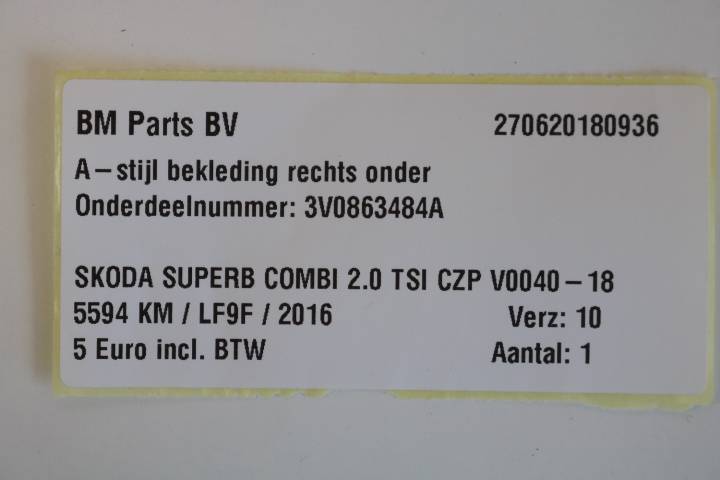 BM Parts BV 270620180936
A-stijl bekleding rechts onder
Onderdeelnummer: 3V0863484A
SKODA SUPERB COMBI 2.0 TSI CZP V0040-18
5594 KM / LF9F / 2016 Verz: 10
5 Euro incl. BTW Aantal: 1